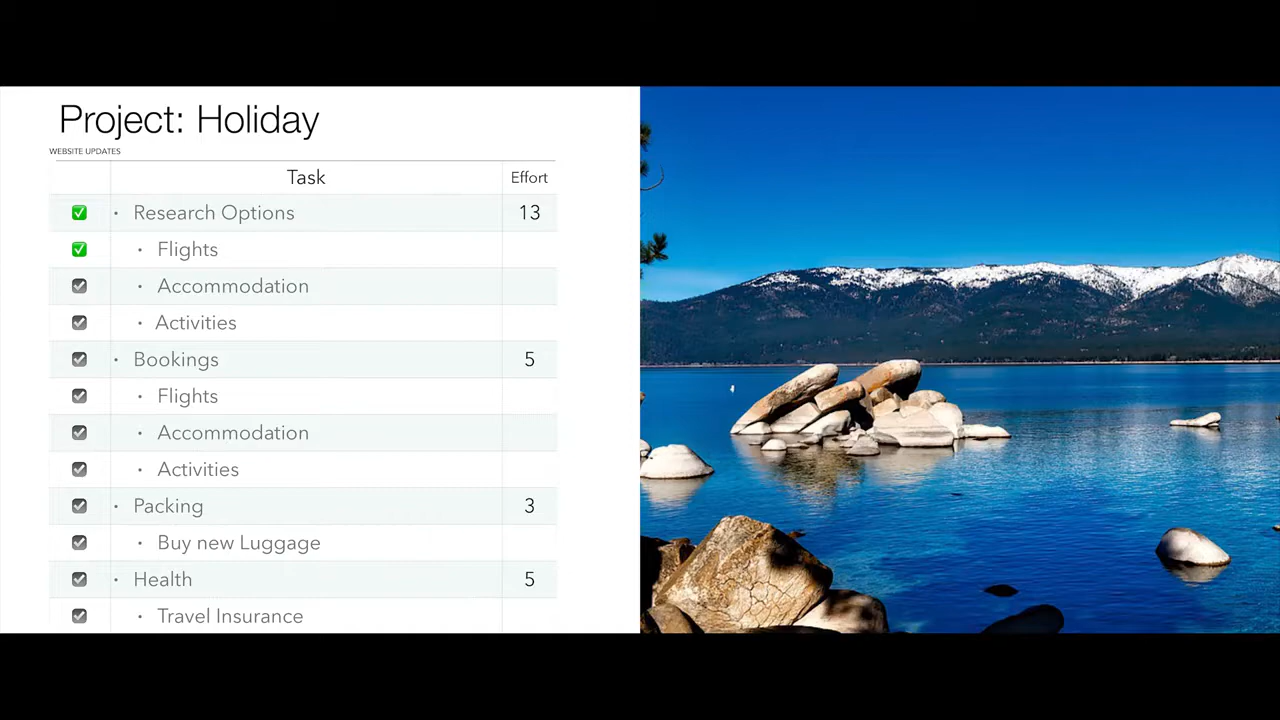 Project: Holiday
WEBSITE UPDATES
Task Effort
Research Options 13
Flights
Accommodation
Activities
Bookings 5
Flights
Accommodation
Activities
Packing 3
Buy new Luggage
Health 5
Travel Insurance